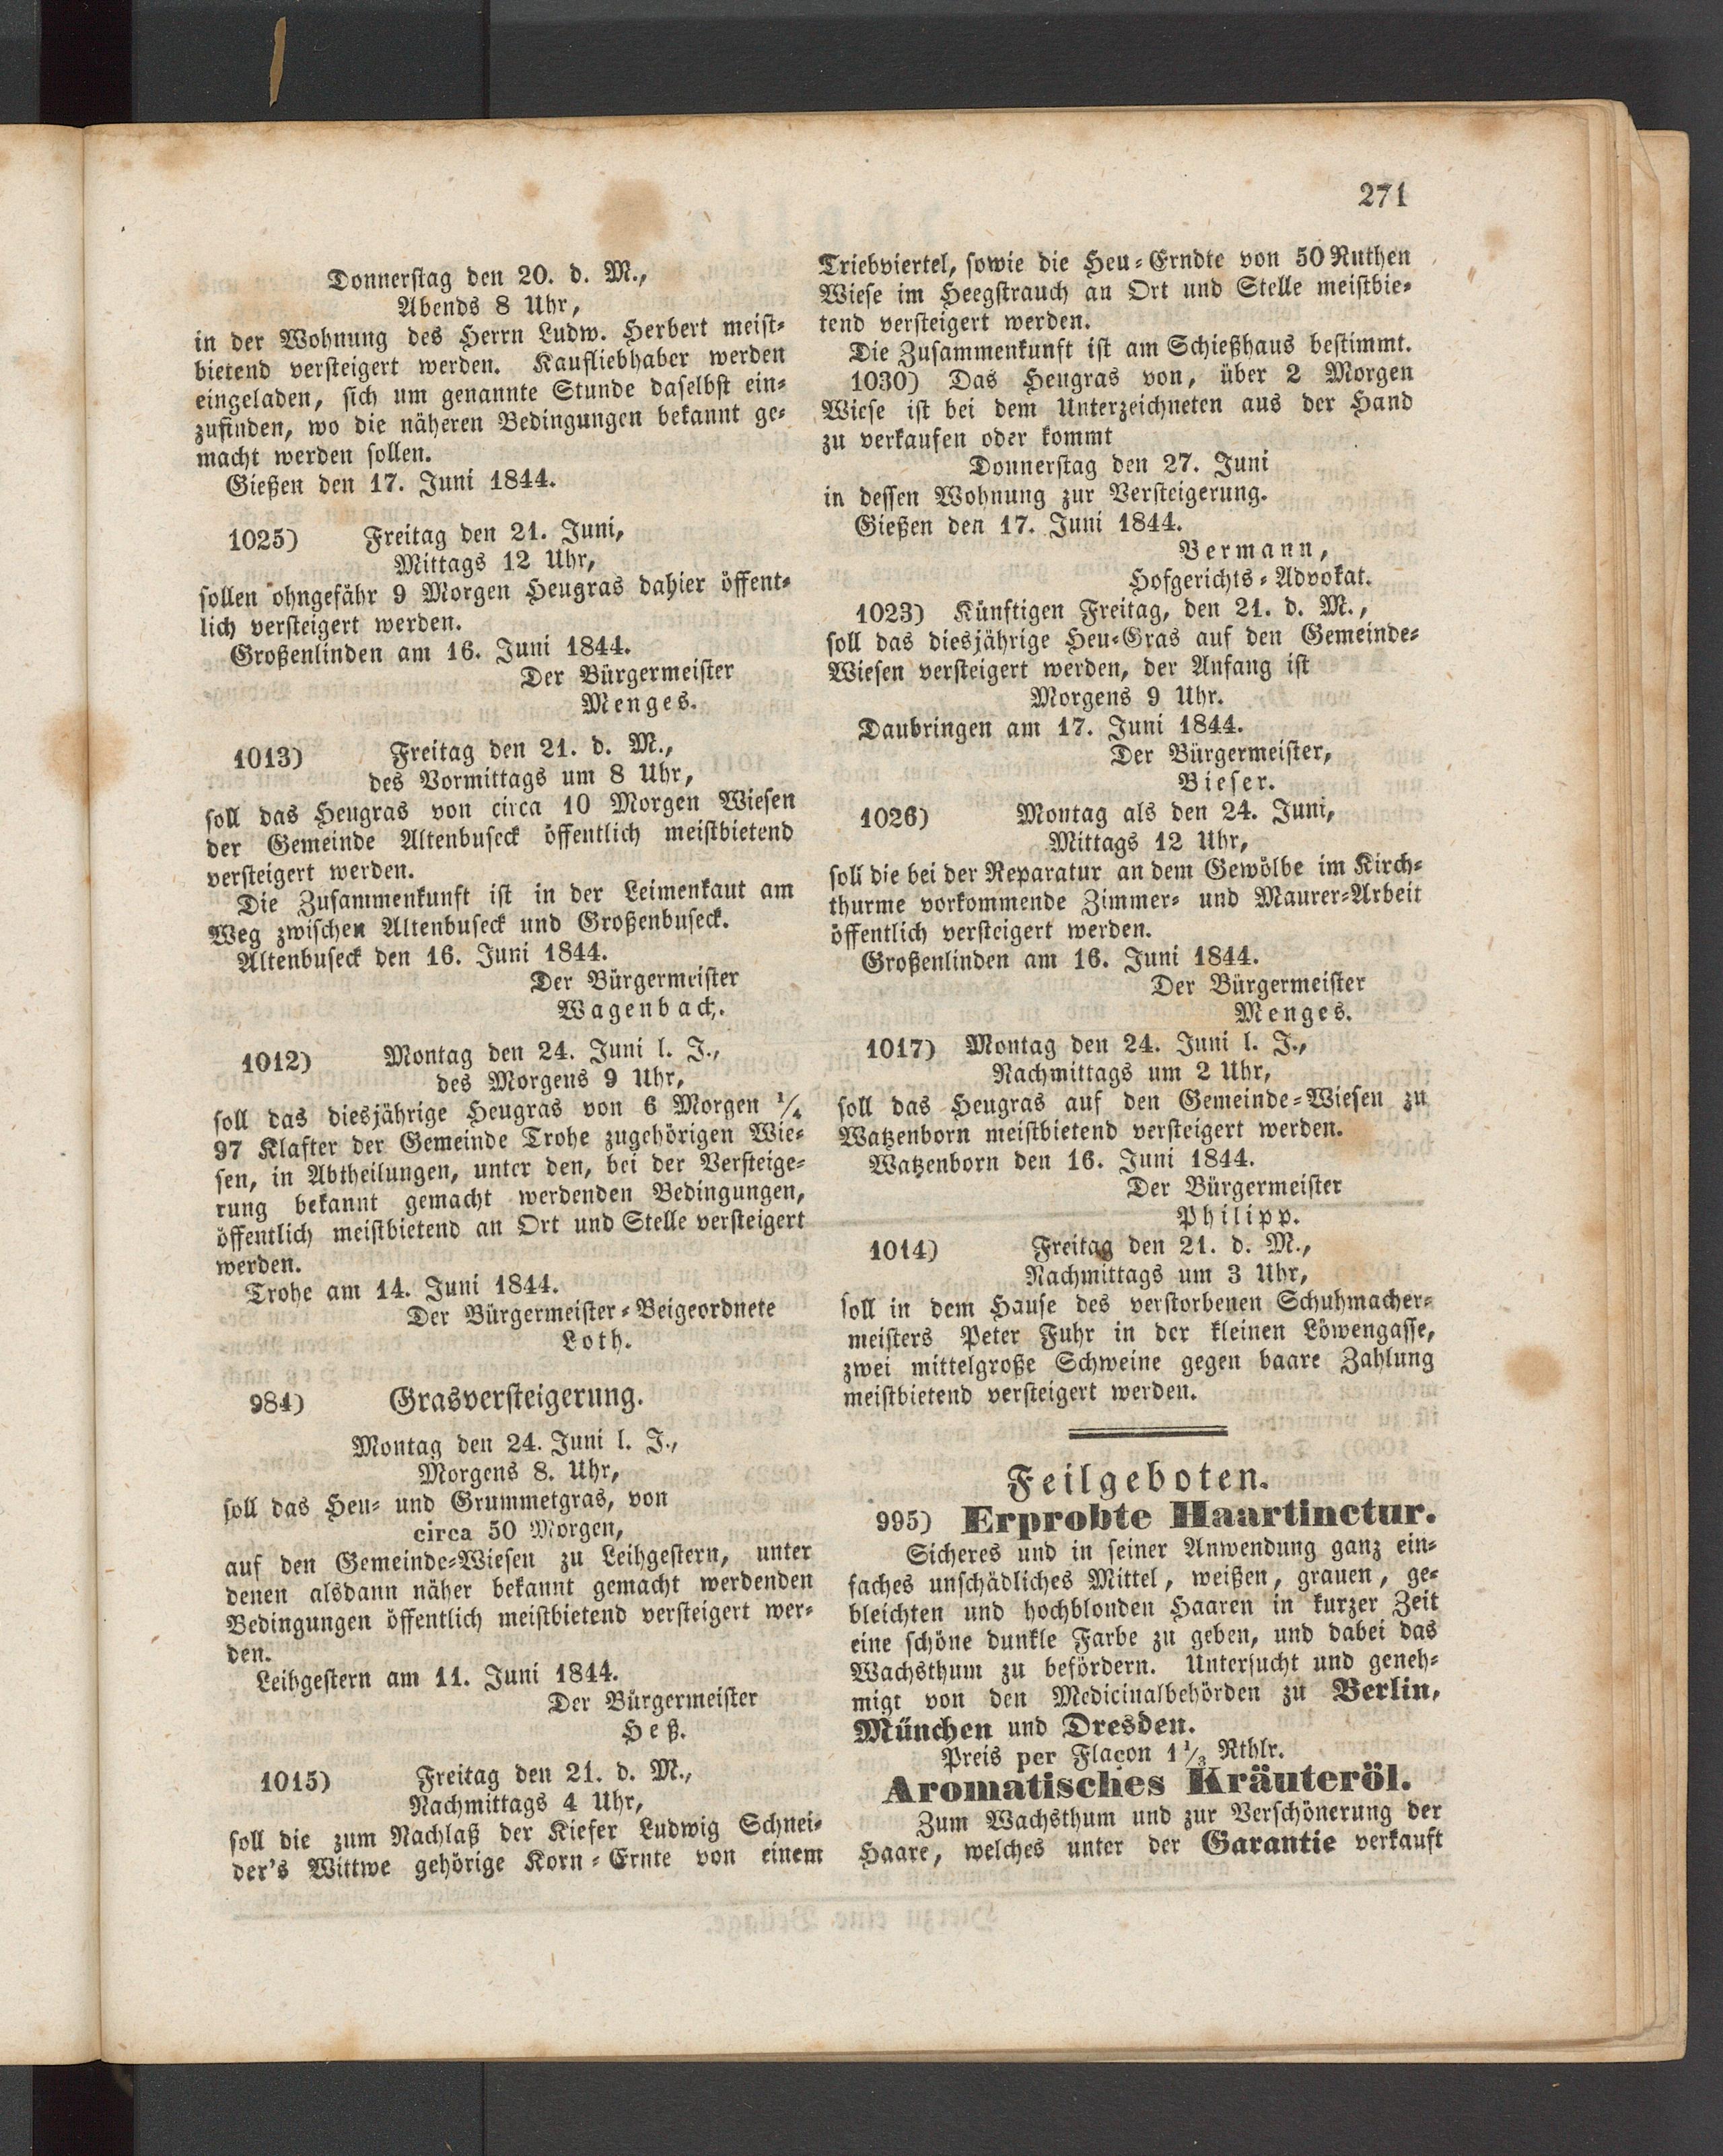 271
Donnerstag den 20. d. M.,
Abends 8 Uhr,
in der Wohnung des Herrn Ludw. Herbert meist-
bietend versteigert werden. Kaufliebhaber werden
eingeladen, sich um genannte Stunde daselbst ein-
zufinden, wo die näheren Bedingungen bekannt ge-
macht werden sollen.
Gießen den 17. Juni 1844.
1025) Freitag den 21. Juni,
Mittags 12 Uhr,
sollen ohngefähr 9 Morgen Heugras dahier öffent-
lich versteigert werden.
Großenlinden am 16. Juni 1844.
Der Bürgermeister
Menges.
1013) Freitag den 21. d. M.,
des Vormittags um 8 Uhr,
soll das Heugras von circa 10 Morgen Wiesen
der Gemeinde Altenbuseck öffentlich meistbietend
versteigert werden.
Die Zusammenkunft ist in der Leimenkaut am
Weg zwischen Altenbuseck und Großenbuseck.
Altenbuseck den 16. Juni 1844.
Der Bürgermeister
Wagenbach.
1012) Montag den 24. Juni l. J.,
des Morgens 9 Uhr,
soll das diesjährige Heugras von 6 Morgen 1/4
97 Klafter der Gemeinde Trohe zugehörigen Wie-
sen, in Abtheilungen, unter den, bei der Versteige-
rung bekannt gemacht werdenden Bedingungen,
öffentlich meistbietend an Ort und Stelle versteigert
werden.
Trohe am 14. Juni 1844.
Der Bürgermeister-Beigeordnete
Loth.
984) Grasversteigerung.
Montag den 24. Juni l. J.,
Morgens 8. Uhr,
soll das Heu- und Grummetgras, von
circa 50 Morgen,
auf den Gemeinde-Wiesen zu Leihgestern, unter
denen alsdann näher bekannt gemacht werdenden
Bedingungen öffentlich meistbietend versteigert wer-
den.
Leihgestern am 11. Juni 1844.
Der Bürgermeister
Heß.
1015) Freitag den 21. d. M.,
Nachmittags 4 Uhr,
soll die zum Nachlaß der Kiefer Ludwig Schnei-
der's Wittwe gehörige Korn-Ernte von einem
Triebviertel, sowie die Heu-Erndte von 50 Ruthen
Wiese im Heegstrauch an Ort und Stelle meistbie-
tend versteigert werden.
Die Zusammenkunft ist am Schießhaus bestimmt.
1030) Das Heugras von, über 2 Morgen
Wiese ist bei dem Unterzeichneten aus der Hand
zu verkaufen oder kommt
Donnerstag den 27. Juni
in dessen Wohnung zur Versteigerung.
Gießen den 17. Juni 1844.
Bermann,
Hofgerichts-Advokat.
1023) Künftigen Freitag, den 21. d. M.,
soll das diesjährige Heu-Gras auf den Gemeinde-
Wiesen versteigert werden, der Anfang ist
Morgens 9 Uhr.
Daubringen am 17. Juni 1844.
Der Bürgermeister,
Bieser.
1026) Montag als den 24. Juni,
Mittags 12 Uhr,
soll die bei der Reparatur an dem Gewölbe im Kirch-
thurme vorkommende Zimmer- und Maurer-Arbeit
öffentlich versteigert werden.
Großenlinden am 16. Juni 1844.
Der Bürgermeister
Menges.
1017) Montag den 24. Juni l. J.,
Nachmittags um 2 Uhr,
soll das Heugras auf den Gemeinde-Wiesen zu
Watzenborn meistbietend versteigert werden.
Watzenborn den 16. Juni 1844.
Der Bürgermeister
Philipp.
1014) Freitag den 21. d. M.,
Nachmittags um 3 Uhr,
soll in dem Hause des verstorbenen Schuhmacher-
meisters Peter Fuhr in der kleinen Löwengasse,
zwei mittelgroße Schweine gegen baare Zahlung
meistbietend versteigert werden.
Feilgeboten.
995) Erprobte Haartinctur.
Sicheres und in seiner Anwendung ganz ein-
faches unschädliches Mittel, weißen, grauen, ge-
bleichten und hochblonden Haaren in kurzer Zeit
eine schöne dunkle Farbe zu geben, und dabei das
Wachsthum zu befördern. Untersucht und geneh-
migt von den Medicinalbehörden zu Berlin,
München und Dresden.
Preis per Flaçon 1 1/3 Rthlr.
Aromatisches Kräuteröl.
Zum Wachsthum und zur Verschönerung der
Haare, welches unter der Garantie verkauft